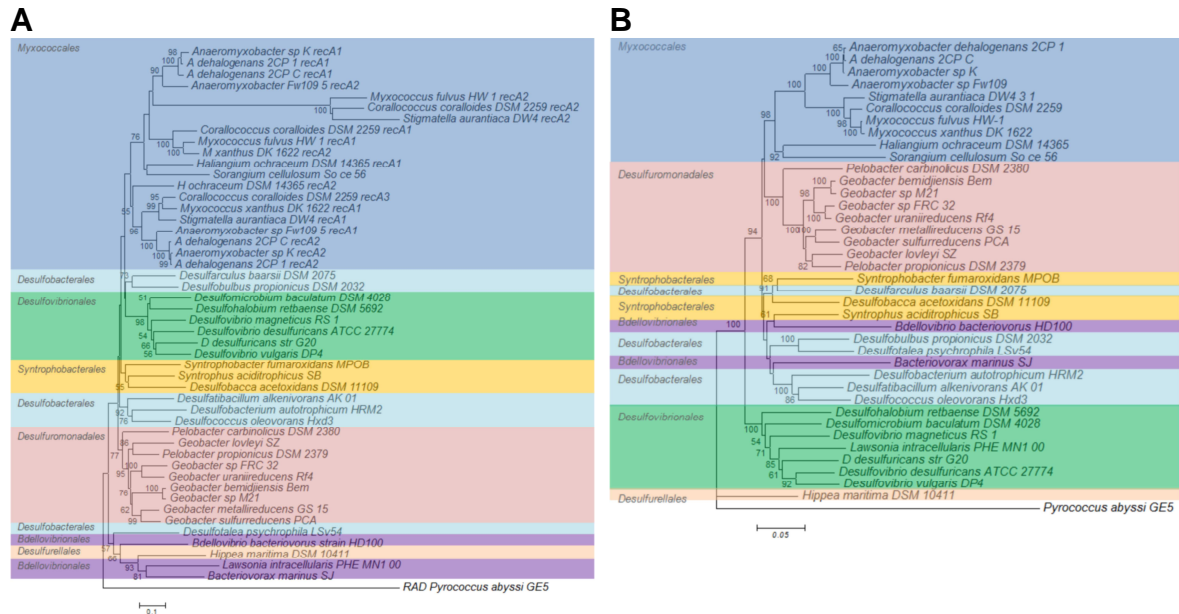 A
Myxococcales
98
Anaeromyxobacter sp K recA1
A dehalogenans 2CP 1 recA1
100
A dehalogenans 2CP C recA1
90
Anaeromyxobacter Fw109 5 recA2
Myxococcus fulvus HW 1 recA2
Corallococcus coralloides DSM 2259 recA2
100
Stigmatella aurantiaca DW4 recA2
Corallococcus coralloides DSM 2259 recA1
100
Myxococcus fulvus HW 1 recA1
76
100
M xanthus DK 1622 recA2
Haliangium ochraceum DSM 14365 recA1
Sorangium cellulosum So ce 56
H ochraceum DSM 14365 recA2
95
Corallococcus coralloides DSM 2259 recA3
99
Myxococcus xanthus DK 1622 recA1
55
Stigmatella aurantiaca DW4 recA1
96
Anaeromyxobacter sp Fw109 5 recA1
A dehalogenans 2CP C recA2
100
Anaeromyxobacter sp K recA2
100
99
A dehalogenans 2CP 1 recA2
Desulfobacterales
73
Desulfarculus baarsii DSM 2075
Desulfobulbus propionicus DSM 2032
Desulfovibrionales
51
Desulfomicrobium baculatum DSM 4028
Desulfohalobium retbaense DSM 5692
98
Desulfovibrio magneticus RS 1
54
Desulfovibrio desulfuricans ATCC 27774
66
D desulfuricans str G20
56
Desulfovibrio vulgaris DP4
Syntrophobacterales
Syntrophobacter fumaroxidans MPOB
Syntrophus aciditrophicus SB
95
Desulfobacca acetoxidans DSM 11109
Desulfobacterales
Desulfatibacillum alkenivorans AK 01
92
Desulfobacterium autotrophicum HRM2
76
Desulfococcus oleovorans Hxd3
Desulfuromonadales
Pelobacter carbinolicus DSM 2380
86
Geobacter lovleyi SZ
77
Pelobacter propionicus DSM 2379
100
Geobacter sp FRC 32
95
Geobacter uraniireducens Rf4
100
Geobacter bemidjiensis Bem
76
Geobacter sp M21
62
Geobacter metallireducens GS 15
99
Geobacter sulfurreducens PCA
Desulfobacterales
Desulfotalea psychrophila LSv54
Bdellovibrionales
57
Bdellovibrio bacteriovorus strain HD100
Desulfurellales
66
Hippea maritima DSM 10411
Bdellovibrionales
93
Lawsonia intracellularis PHE MN1 00
81
Bacteriovorax marinus SJ
RAD Pyrococcus abyssi GE5
0.1
B
Myxococcales
65
Anaeromyxobacter dehalogenans 2CP 1
100
A dehalogenans 2CP C
Anaeromyxobacter sp K
100
Anaeromyxobacter sp Fw109
Stigmatella aurantiaca DW4 3 1
100
Corallococcus coralloides DSM 2259
98
Myxococcus fulvus HW-1
98
100
Myxococcus xanthus DK 1622
Haliangium ochraceum DSM 14365
92
Sorangium cellulosum So ce 56
Desulfuromonadales
Pelobacter carbinolicus DSM 2380
100
Geobacter bemidjiensis Bem
100
98
Geobacter sp M21
Geobacter sp FRC 32
100
Geobacter uraniireducens Rf4
94
100
100
Geobacter metallireducens GS 15
Geobacter sulfurreducens PCA
Geobacter lovleyi SZ
82
Pelobacter propionicus DSM 2379
Syntrophobacterales
68
Syntrophobacter fumaroxidans MPOB
Desulfobacterales
91
Desulfarculus baarsii DSM 2075
Syntrophobacterales
Desulfobacca acetoxidans DSM 11109
61
Syntrophus aciditrophicus SB
Bdellovibrionales
100
Bdellovibrio bacteriovorus HD100
Desulfobacterales
100
Desulfobulbus propionicus DSM 2032
Desulfotalea psychrophila LSv54
Bdellovibrionales
Bacteriovorax marinus SJ
Desulfobacterales
Desulfobacterium autotrophicum HRM2
100
Desulfatibacillum alkenivorans AK 01
86
Desulfococcus oleovorans Hxd3
Desulfovibrionales
Desulfohalobium retbaense DSM 5692
100
Desulfomicrobium baculatum DSM 4028
54
Desulfovibrio magneticus RS 1
71
Lawsonia intracellularis PHE MN1 00
85
D desulfuricans str G20
61
Desulfovibrio desulfuricans ATCC 27774
92
Desulfovibrio vulgaris DP4
Desulfurellales
Hippea maritima DSM 10411
Pyrococcus abyssi GE5
0.05